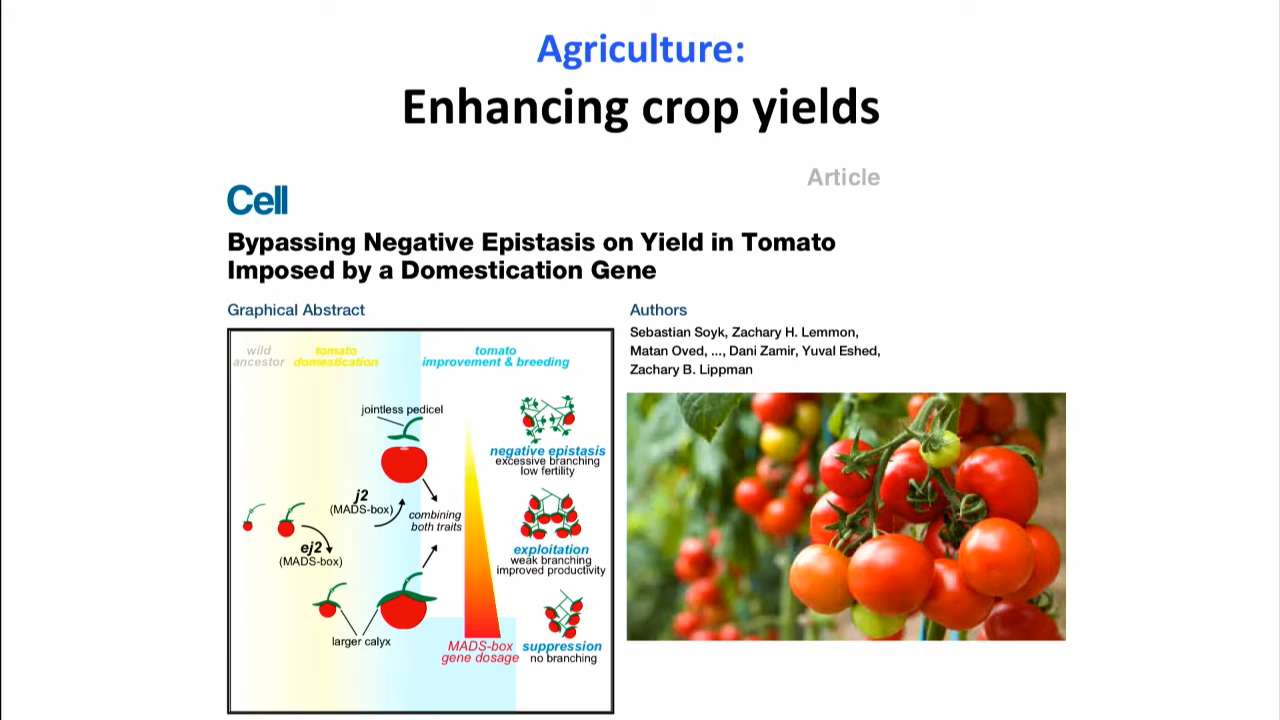 Agriculture:
Enhancing crop yields
Article
Cell
Bypassing Negative Epistasis on Yield in Tomato
Imposed by a Domestication Gene
Graphical Abstract
Authors
Sebastian Soyk, Zachary H. Lemmon,
Matan Oved, ..., Dani Zamir, Yuval Eshed,
Zachary B. Lippman
wild
ancestor
tomato
domestication
tomato
improvement & breeding
jointless pedicel
negative epistasis
excessive branching
low fertility
j2
(MADS-box)
combining
both traits
ej2
(MADS-box)
exploitation
weak branching
improved productivity
larger calyx
MADS-box
gene dosage
suppression
no branching